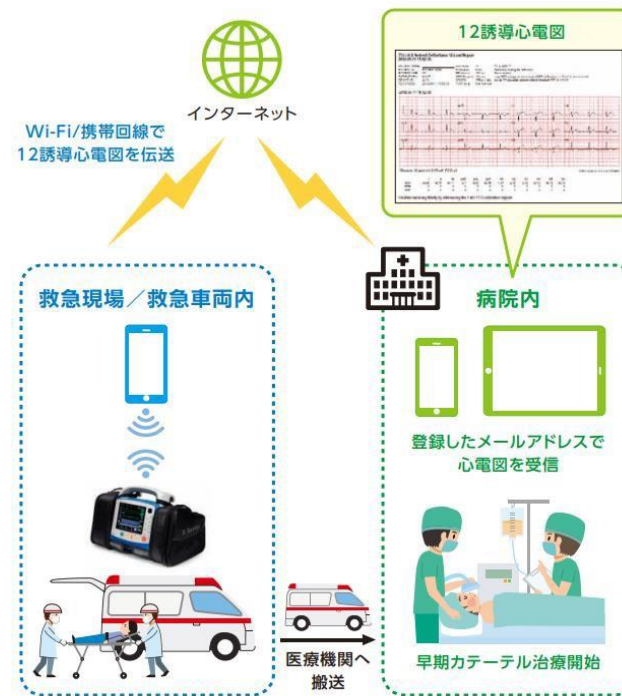 12誘導心電図
インターネット
Wi-Fi/携帯回線で
12誘導心電図を伝送
救急現場／救急車両内
病院内
登録したメールアドレスで
心電図を受信
医療機関へ
搬送
早期カテーテル治療開始